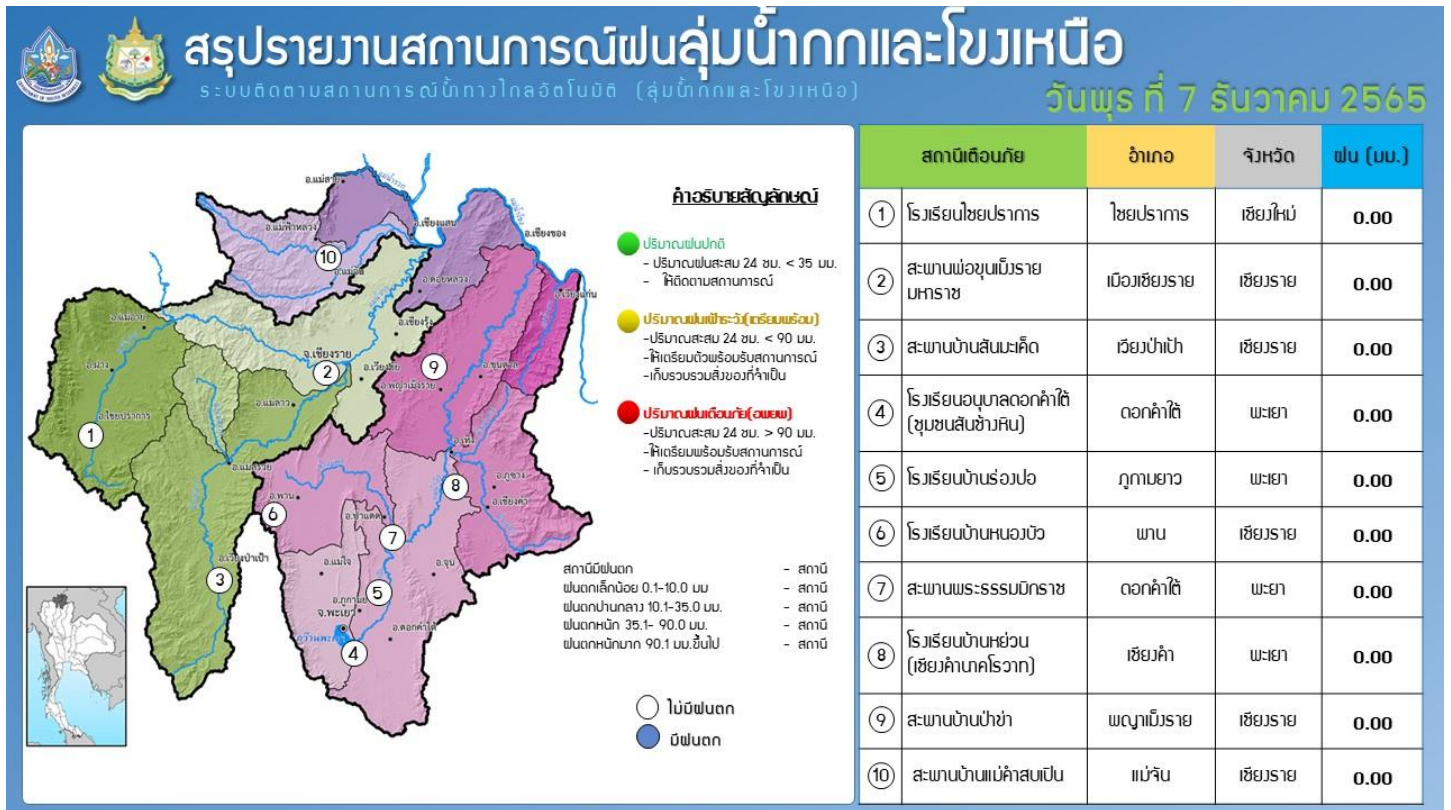 สรุปรายงานสถานการณ์ฝนลุ่มน้ำกกและโขงเหนือ
ระบบติดตามสถานการณ์น้ำทางไกลอัตโนมัติ (ลุ่มน้ำกกและโขงเหนือ)
วันพุธ ที่ 7 ธันวาคม 2565
อ.แม่สาย
อ.เชียงแสน
อ.แม่ฟ้าหลวง
อ.เชียงของ
10
อ.แม่จัน
อ.ดอยหลวง
อ.เวียงแก่น
อ.แม่อาย
อ.เชียงรุ้ง
จ.เชียงราย
อ.ฝาง
2
9
อ.ขุนตาล
อ.พญาเม็งราย
อ.ไชยปราการ
อ.แม่ลาว
1
อ.เทิง
อ.แม่สรวย
8
อ.ภูซาง
อ.พาน
อ.เชียงคำ
6
อ.ป่าแดด
7
อ.เวียงป่าเป้า
อ.แม่ใจ
อ.จุน
3
5
จ.พะเยา
อ.ดอกคำใต้
กว๊านพะเยา
4
คำอธิบายสัญลักษณ์
ปริมาณฝนปกติ
- ปริมาณฝนสะสม 24 ชม. < 35 มม.
- ให้ติดตามสถานการณ์
ปริมาณฝนเฝ้าระวัง(เตรียมพร้อม)
-ปริมาณสะสม 24 ชม. < 90 มม.
-ให้เตรียมตัวพร้อมรับสถานการณ์
-เก็บรวบรวมสิ่งของที่จำเป็น
ปริมาณฝนเตือนภัย(อพยพ)
-ปริมาณสะสม 24 ชม. > 90 มม.
-ให้เตรียมพร้อมรับสถานการณ์
- เก็บรวบรวมสิ่งของที่จำเป็น
สถานีมีฝนตก - สถานี
ฝนตกเล็กน้อย 0.1-10.0 มม - สถานี
ฝนตกปานกลาง 10.1-35.0 มม. - สถานี
ฝนตกหนัก 35.1- 90.0 มม. - สถานี
ฝนตกหนักมาก 90.1 มม.ขึ้นไป - สถานี
ไม่มีฝนตก
มีฝนตก
สถานีเตือนภัย อำเภอ จังหวัด ฝน (มม.)
1 โรงเรียนไชยปราการ ไชยปราการ เชียงใหม่ 0.00
2 สะพานพ่อขุนเม็งราย
มหาราช เมืองเชียงราย เชียงราย 0.00
3 สะพานบ้านสันมะเค็ด เวียงป่าเป้า เชียงราย 0.00
4 โรงเรียนอนุบาลดอกคำใต้
(ชุมชนสันช้างหิน) ดอกคำใต้ พะเยา 0.00
5 โรงเรียนบ้านร่องปอ ภูกามยาว พะเยา 0.00
6 โรงเรียนบ้านหนองบัว พาน เชียงราย 0.00
7 สะพานพระธรรมมิกราช ดอกคำใต้ พะยา 0.00
8 โรงเรียนบ้านหย่วน
(เชียงคำนาคโรวาท) เชียงคำ พะเยา 0.00
9 สะพานบ้านป่าข่า พญาเม็งราย เชียงราย 0.00
10 สะพานบ้านแม่คำสบเปิน แม่จัน เชียงราย 0.00